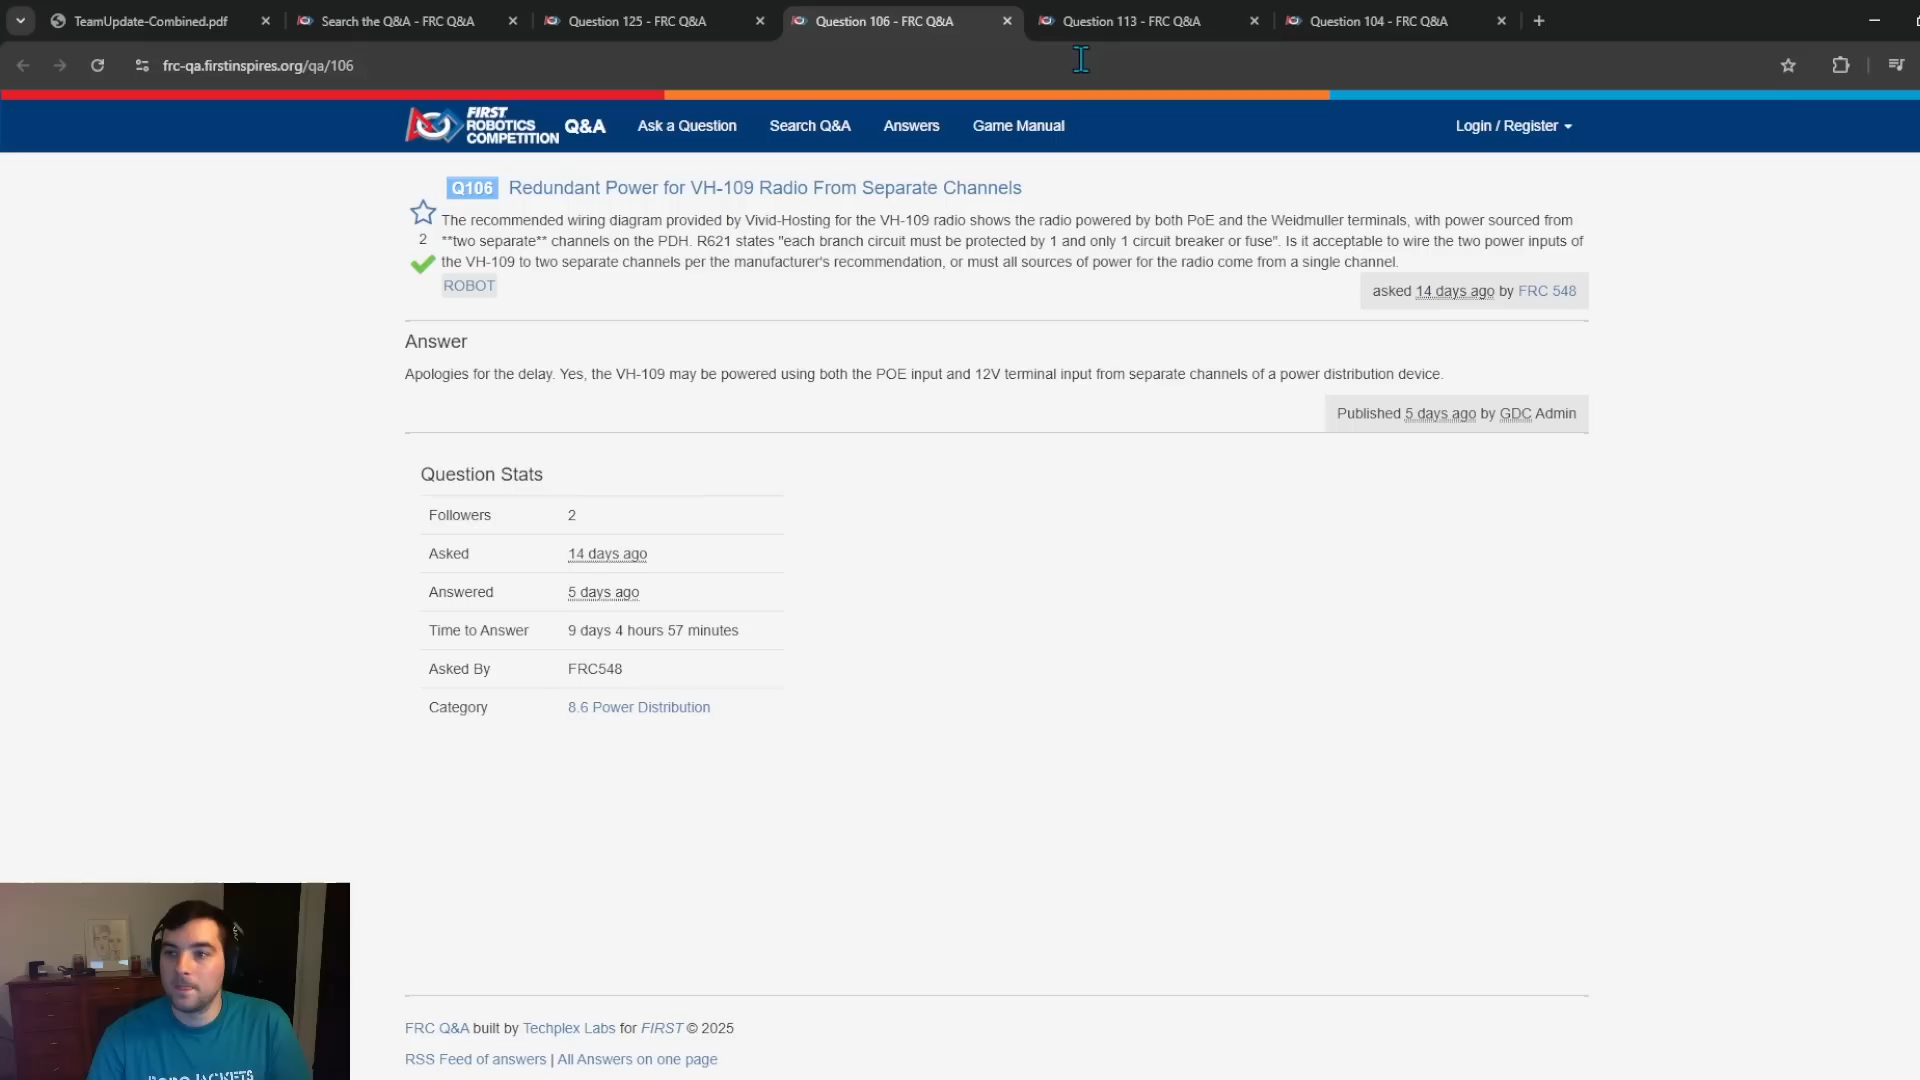 TeamUpdate-Combined.pdf
Search the Q&A - FRC Q&A
Question 125 - FRC Q&A
Question 106 - FRC Q&A
Question 113 - FRC Q&A
Question 104 - FRC Q&A
frc-qa.firstinspires.org/qa/106
FIRST
ROBOTICS
COMPETITION
Q&A
Ask a Question
Search Q&A
Answers
Game Manual
Login / Register
Q106 Redundant Power for VH-109 Radio From Separate Channels
The recommended wiring diagram provided by Vivid-Hosting for the VH-109 radio shows the radio powered by both PoE and the Weidmuller terminals, with power sourced from
2
**two separate** channels on the PDH. R621 states "each branch circuit must be protected by 1 and only 1 circuit breaker or fuse". Is it acceptable to wire the two power inputs of
the VH-109 to two separate channels per the manufacturer's recommendation, or must all sources of power for the radio come from a single channel.
ROBOT
asked 14 days ago by FRC 548
Answer
Apologies for the delay. Yes, the VH-109 may be powered using both the POE input and 12V terminal input from separate channels of a power distribution device.
Published 5 days ago by GDC Admin
Question Stats
Followers 2
Asked 14 days ago
Answered 5 days ago
Time to Answer 9 days 4 hours 57 minutes
Asked By FRC548
Category 8.6 Power Distribution
FRC Q&A built by Techplex Labs for FIRST © 2025
RSS Feed of answers | All Answers on one page